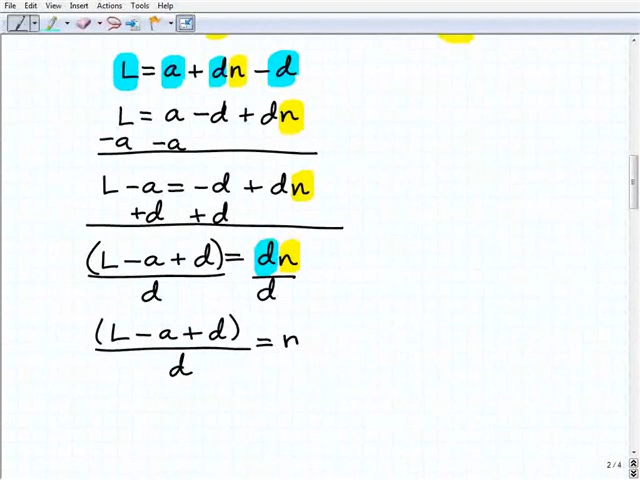 File Edit View Insert Actions Tools Help
L = a + dn - d
L = a - d + dn
-a -a
L - a = -d + dn
+d +d
(L - a + d) = dn
d d
(L - a + d) = n
d
2 / 4